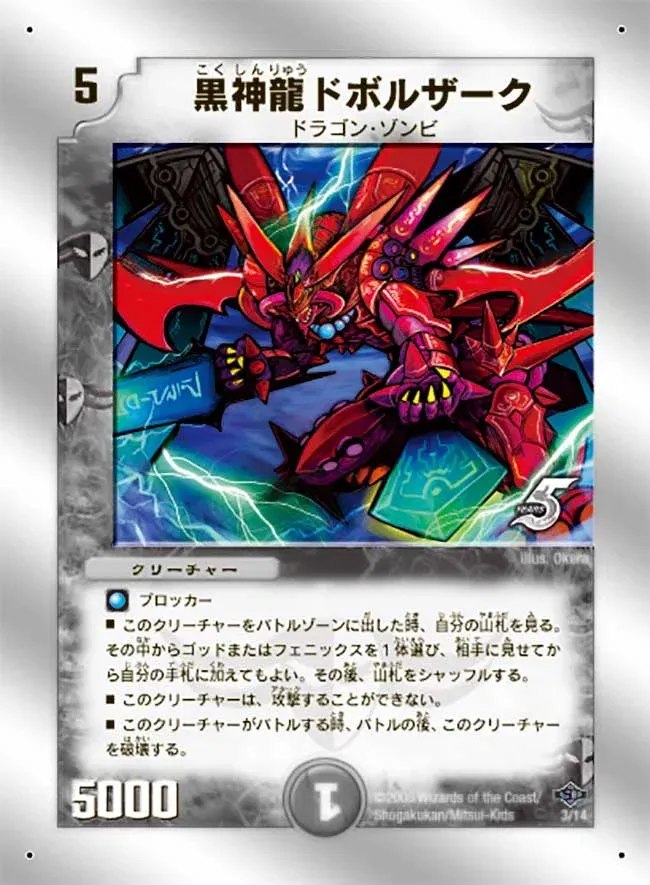 5
こくしんりゅう
黒神龍ドボルザーク
ドラゴン・ゾンビ
YEARS 5
Illus. Okera
クリーチャー
ブロッカー
■ このクリーチャーをバトルゾーンに出した時、自分の山札を見る。
その中からゴッドまたはフェニックスを1体選び、相手に見せてか
ら自分の手札に加えてもよい。その後、山札をシャッフルする。
■ このクリーチャーは、攻撃することができない。
■ このクリーチャーがバトルする時、バトルの後、このクリーチャー
を破壊する。
5000
1
©2006 Wizards of the Coast/
Shogakukan/Mitsui-Kids
3/14